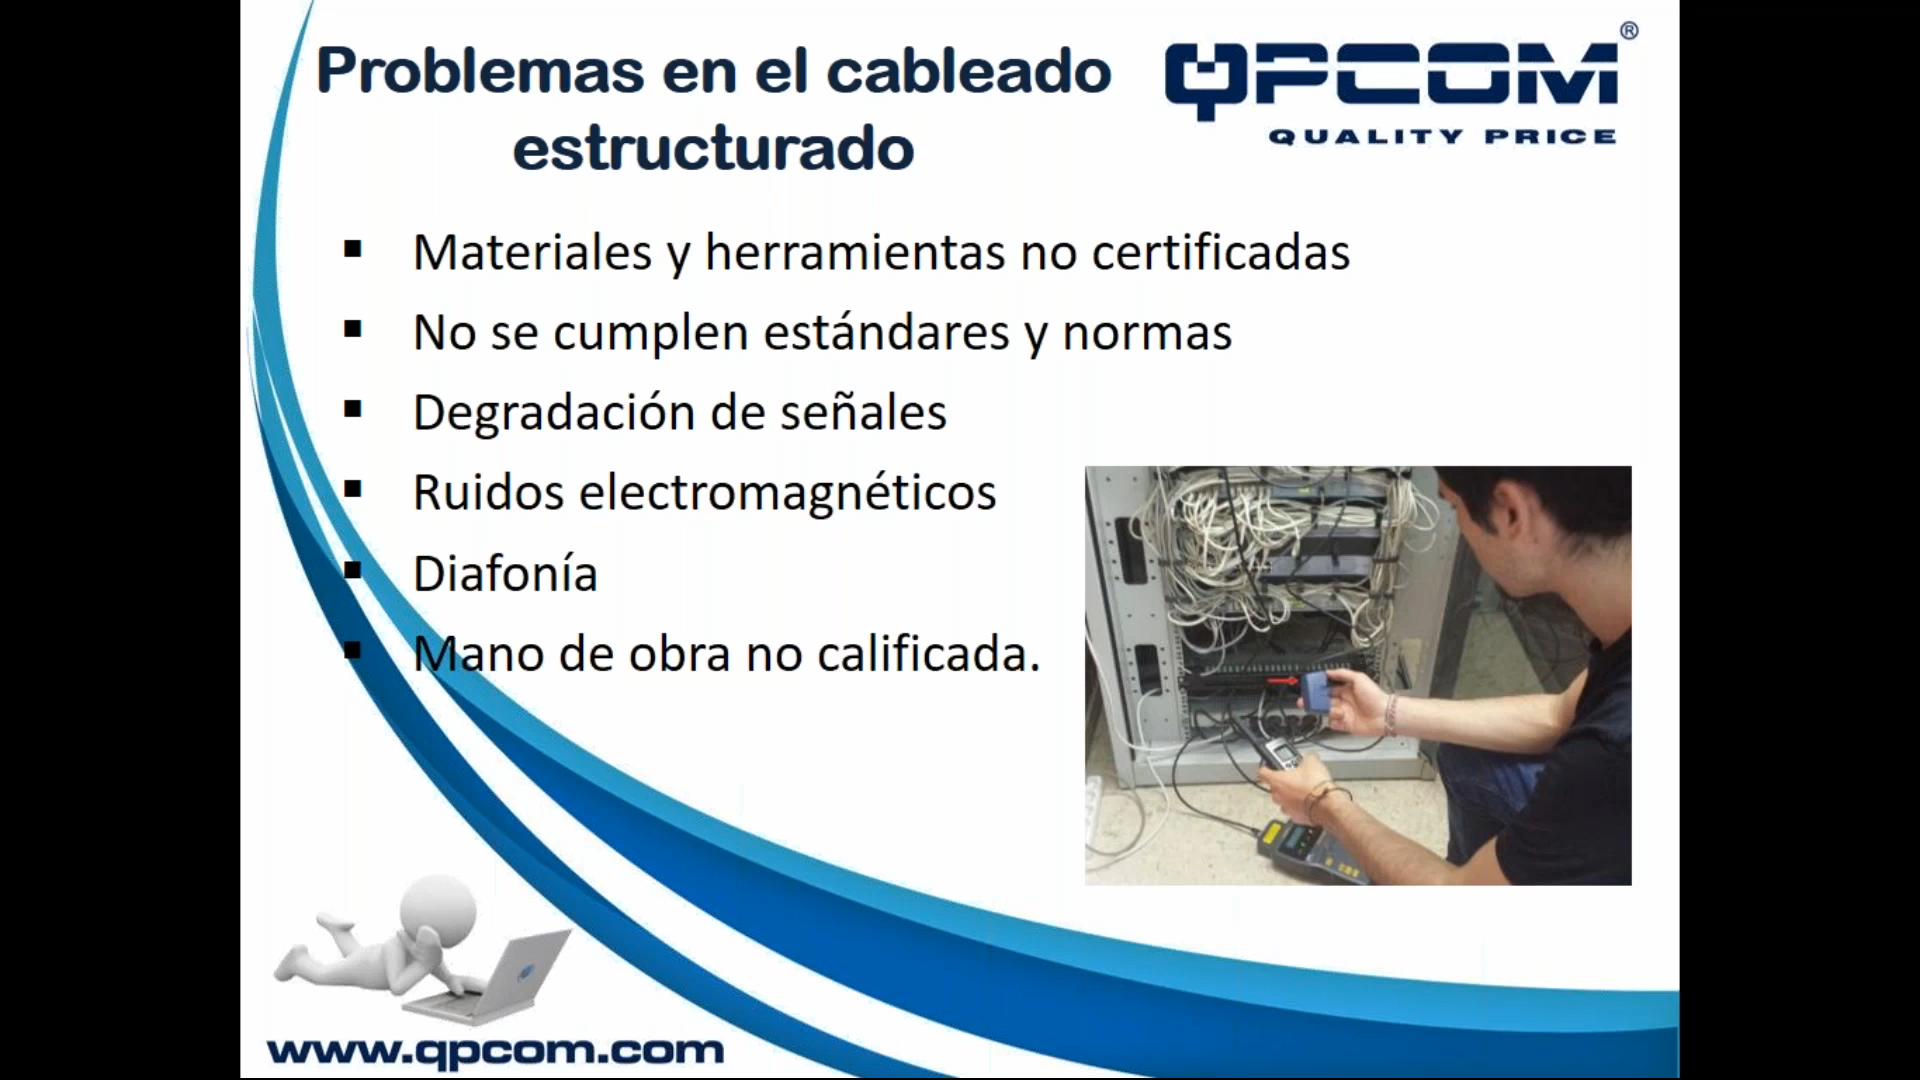 Problemas en el cableado
estructurado
QPCOM®
QUALITY PRICE
▪ Materiales y herramientas no certificadas
▪ No se cumplen estándares y normas
▪ Degradación de señales
▪ Ruidos electromagnéticos
▪ Diafonía
▪ Mano de obra no calificada.
www.qpcom.com